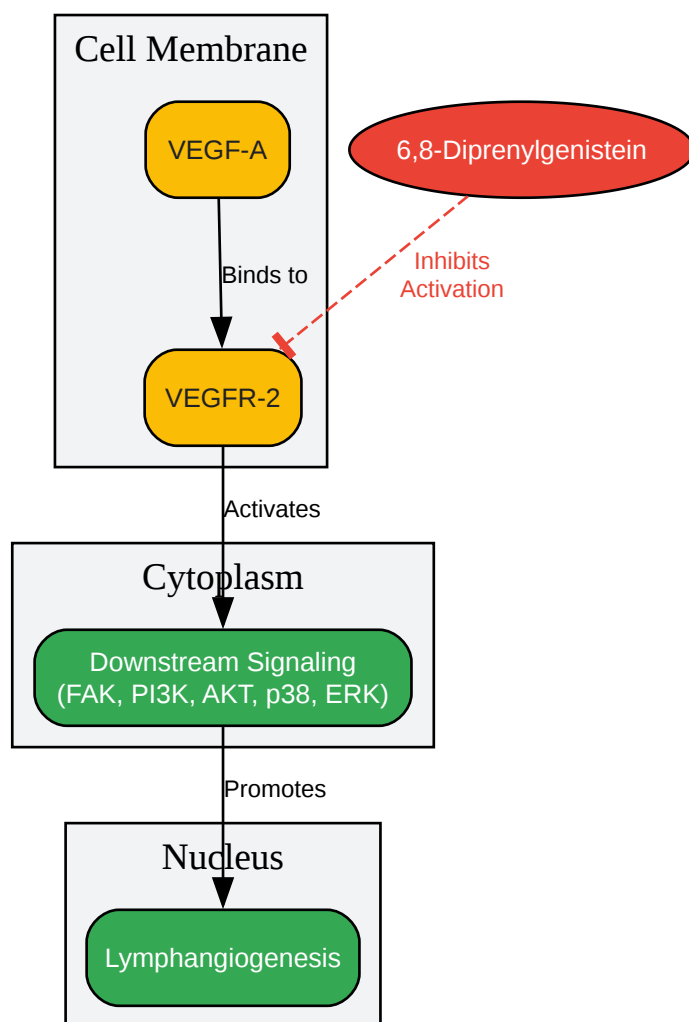 Cell Membrane
VEGF-A
6,8-Diprenylgenistein
Binds to
Inhibits
Activation
VEGFR-2
Activates
Cytoplasm
Downstream Signaling
(FAK, PI3K, AKT, p38, ERK)
Promotes
Nucleus
Lymphangiogenesis